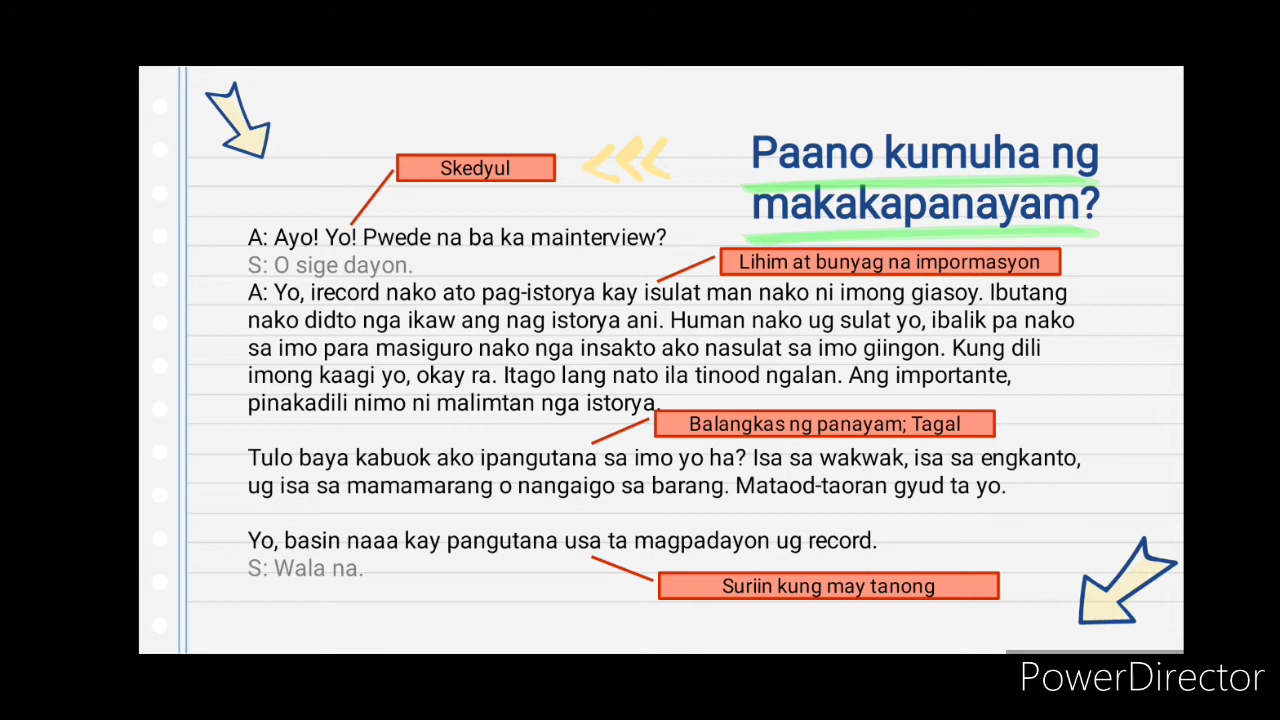 Paano kumuha ng
makakapanayam?
Skedyul
A: Ayo! Yo! Pwede na ba ka mainterview?
S: O sige dayon.
Lihim at bunyag na impormasyon
A: Yo, irecord nako ato pag-istorya kay isulat man nako ni imong giasoy. Ibutang
nako didto nga ikaw ang nag istorya ani. Human nako ug sulat yo, ibalik pa nako
sa imo para masiguro nako nga insakto ako nasulat sa imo giingon. Kung dili
imong kaagi yo, okay ra. Itago lang nato ila tinood ngalan. Ang importante,
pinakadili nimo ni malimtan nga istorya.
Balangkas ng panayam; Tagal
Tulo baya kabuok ako ipangutana sa imo yo ha? Isa sa wakwak, isa sa engkanto,
ug isa sa mamamarang o nangaigo sa barang. Mataod-taoran gyud ta yo.
Yo, basin naaa kay pangutana usa ta magpadayon ug record.
S: Wala na.
Suriin kung may tanong
PowerDirector